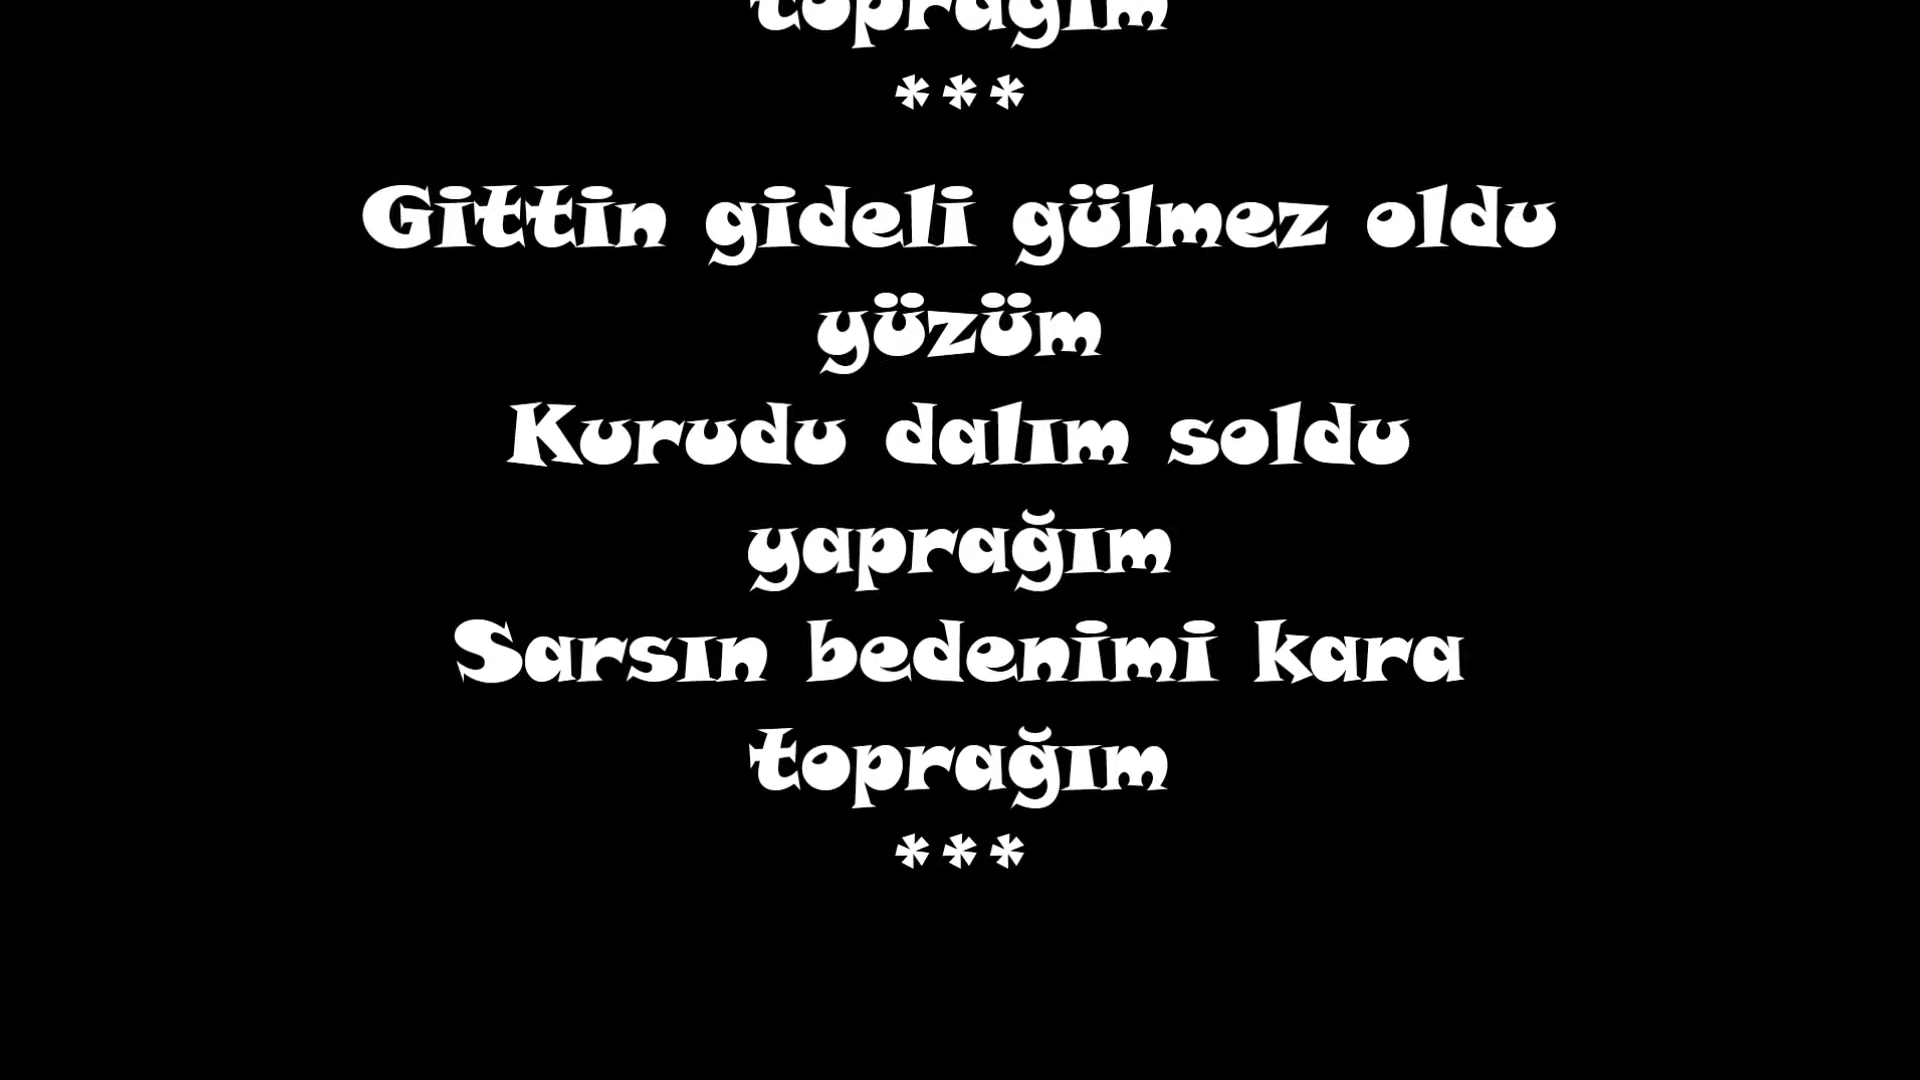 toprağım
***
Gittin gideli gülmez oldu
yüzüm
Kurudu dalım soldu
yaprağım
Sarsın bedenimi kara
toprağım
***